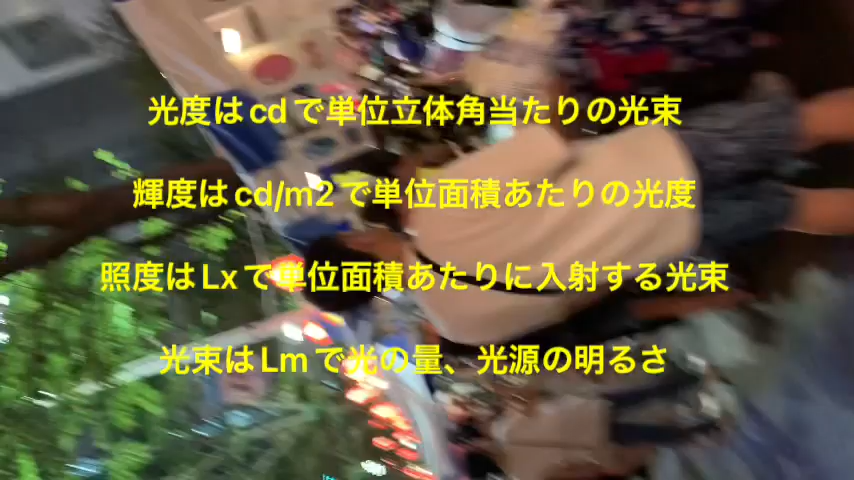 光度はcdで単位立体角当たりの光束
輝度はcd/m2で単位面積あたりの光度
照度はLxで単位面積あたりに入射する光束
光束はLmで光の量、光源の明るさ